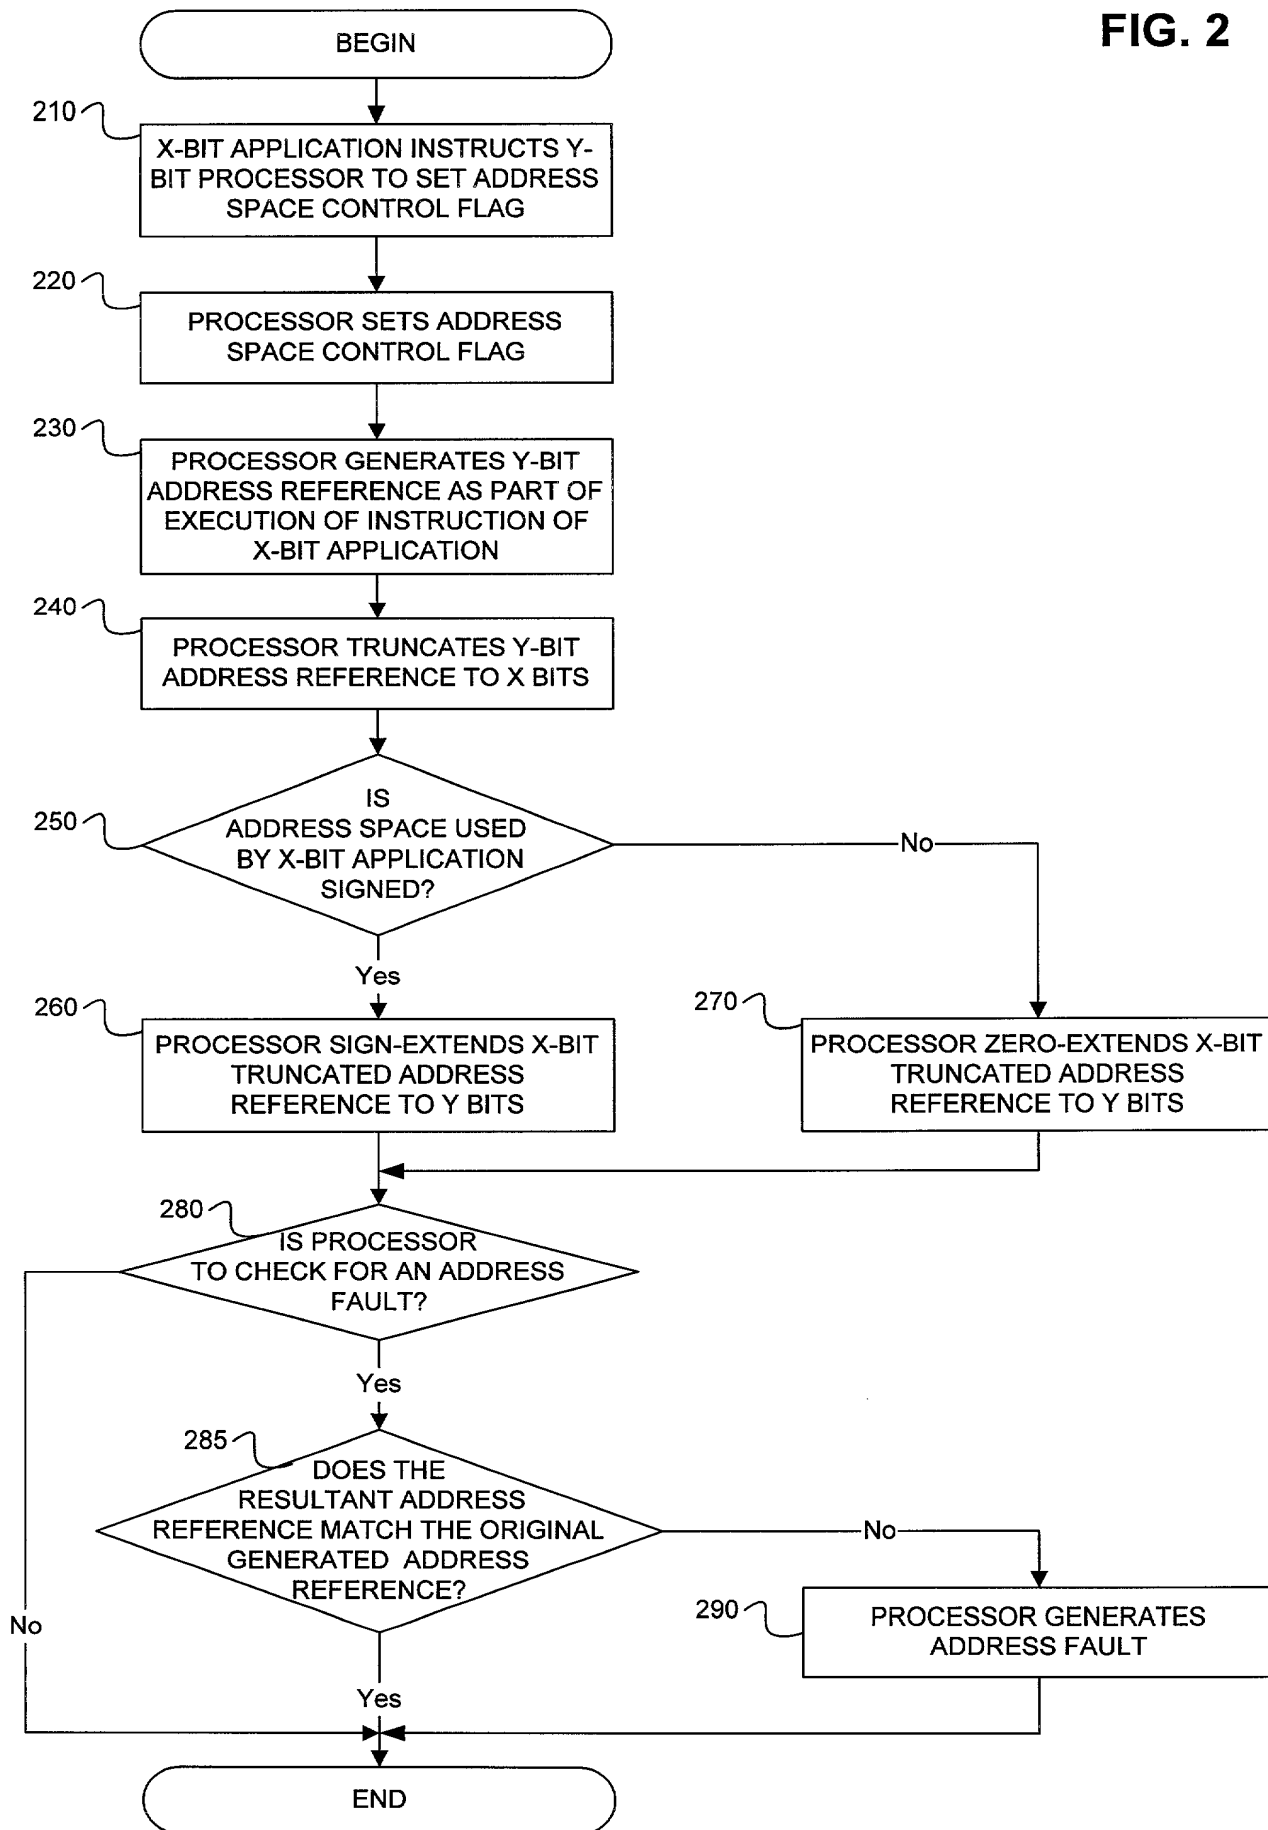 FIG. 2
BEGIN
210
X-BIT APPLICATION INSTRUCTS Y-
BIT PROCESSOR TO SET ADDRESS
SPACE CONTROL FLAG
220
PROCESSOR SETS ADDRESS
SPACE CONTROL FLAG
230
PROCESSOR GENERATES Y-BIT
ADDRESS REFERENCE AS PART OF
EXECUTION OF INSTRUCTION OF
X-BIT APPLICATION
240
PROCESSOR TRUNCATES Y-BIT
ADDRESS REFERENCE TO X BITS
250
IS
ADDRESS SPACE USED
BY X-BIT APPLICATION
SIGNED?
No
Yes
260
PROCESSOR SIGN-EXTENDS X-BIT
TRUNCATED ADDRESS
REFERENCE TO Y BITS
270
PROCESSOR ZERO-EXTENDS X-BIT
TRUNCATED ADDRESS
REFERENCE TO Y BITS
280
IS PROCESSOR
TO CHECK FOR AN ADDRESS
FAULT?
Yes
285
DOES THE
RESULTANT ADDRESS
REFERENCE MATCH THE ORIGINAL
GENERATED ADDRESS
REFERENCE?
No
290
PROCESSOR GENERATES
ADDRESS FAULT
No
Yes
END